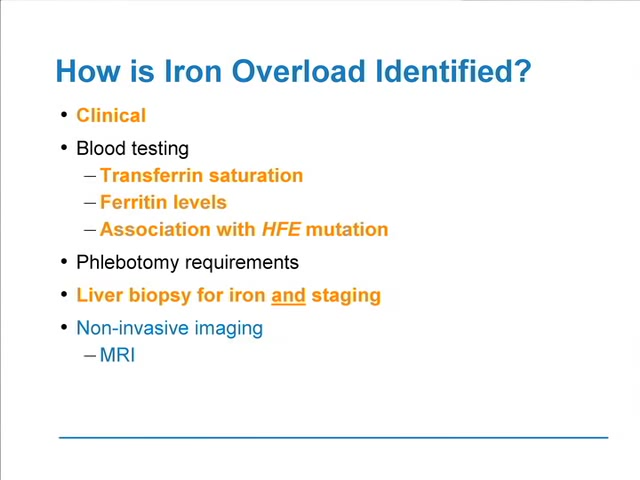 How is Iron Overload Identified?
• Clinical
• Blood testing
– Transferrin saturation
– Ferritin levels
– Association with HFE mutation
• Phlebotomy requirements
• Liver biopsy for iron and staging
• Non-invasive imaging
– MRI